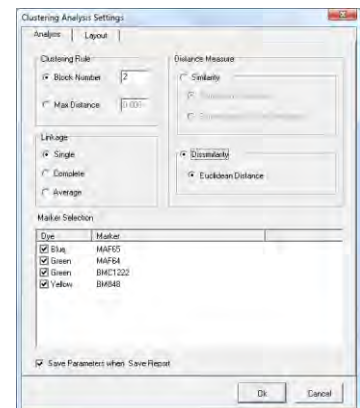 Clustering Analysis Settings
Analysis Layout
Clustering Rule
Block Number 2
Max Distance
Linkage
Single
Complete
Average
Distance Measure
Similarity
Dissimilarity
Euclidean Distance
Marker Selection
Dye Marker
Blue MAF65
Green MAF64
Green BMC1222
Yellow BM848
Save Parameters when Save Report
Ok Cancel